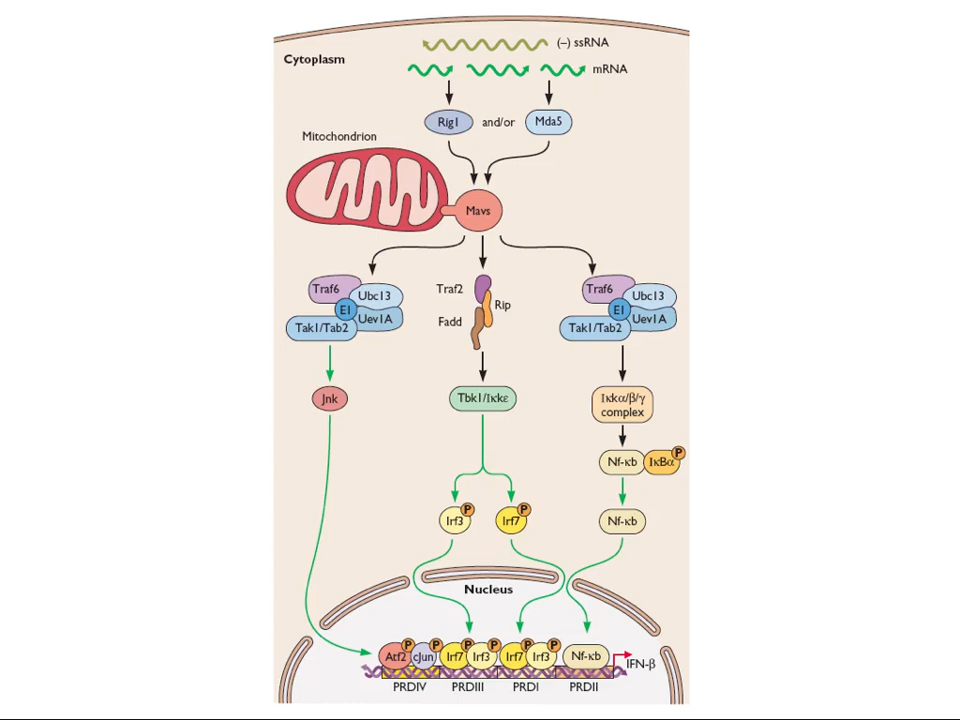 (–) ssRNA
Cytoplasm
mRNA
Rig1
and/or
Mda5
Mitochondrion
Mavs
Traf6
Ubc13
E1
Uev1A
Tak1/Tab2
Traf2
Rip
Fadd
Traf6
Ubc13
E1
Uev1A
Tak1/Tab2
Jnk
Tbk1/Iκkε
Iκkα/β/γ
complex
Nf-κb
IκBα
P
Irf3
P
Irf7
P
Nf-κb
Nucleus
P
P
P
P
P
P
Atf2
cJun
Irf7
Irf3
Irf7
Irf3
Nf-κb
IFN-β
PRDIV
PRDIII
PRDI
PRDII